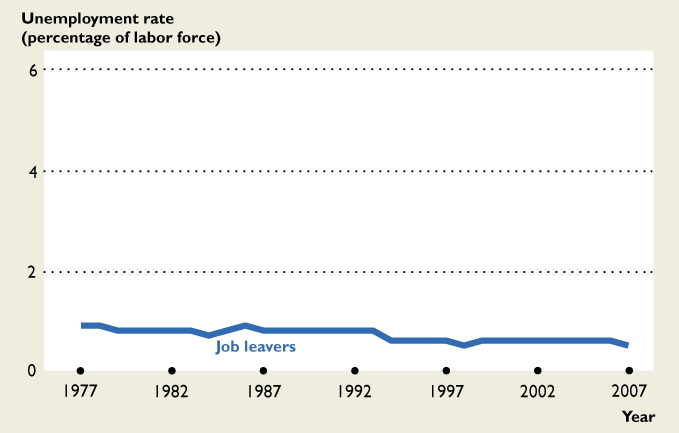 Unemployment rate
(percentage of labor force)
6
4
2
0
Job leavers
1977 1982 1987 1992 1997 2002 2007
Year